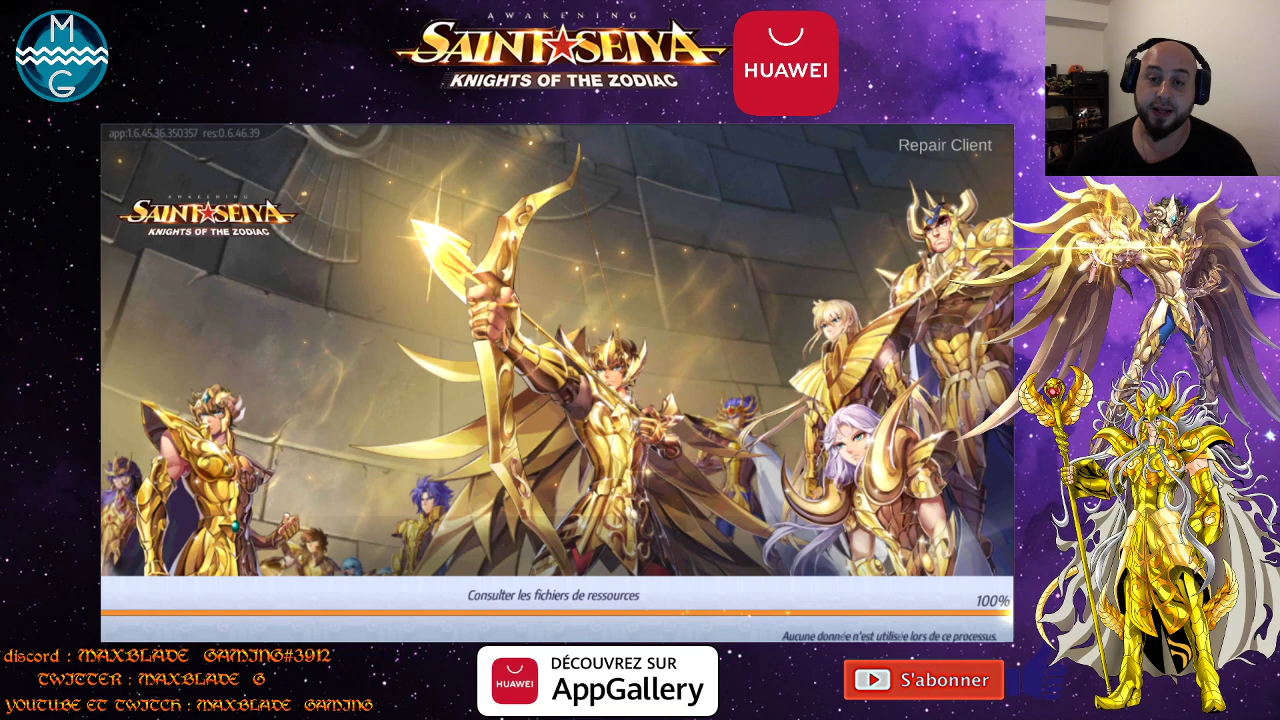 M
G
AWAKENING
SAINT SEIYA
KNIGHTS OF THE ZODIAC
HUAWEI
app:1.6.45.36.350357 res:0.6.46.39
Repair Client
AWAKENING
SAINT SEIYA
KNIGHTS OF THE ZODIAC
Consulter les fichiers de ressources
100%
Aucune donnée n'est utilisée lors de ce processus.
discord : MAXBLADE GAMING#3912
TWITTER : MAXBLADE G
YOUTUBE ET TWITCH : MAXBLADE GAMING
HUAWEI
DÉCOUVREZ SUR
AppGallery
S'abonner